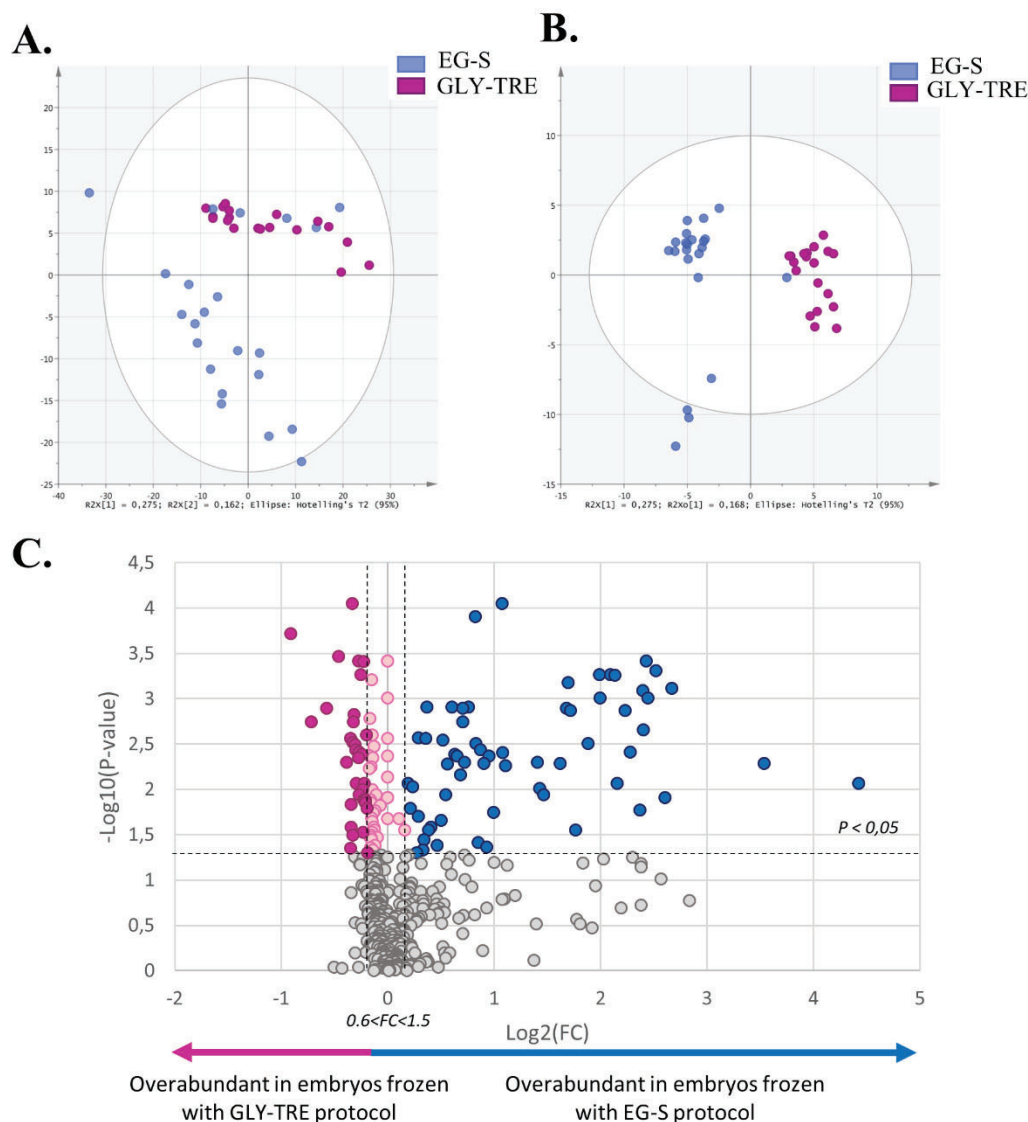 A.
EG-S
GLY-TRE
20
15
10
5
0
-5
-10
-15
-20
-25
-40
-30
-20
-10
0
10
20
30
R2X[1] = 0,275; R2X[2] = 0,162; Ellipse: Hotelling's T2 (95%)
B.
EG-S
GLY-TRE
10
5
0
-5
-10
-15
-15
-10
-5
0
5
10
R2X[1] = 0,275; R2Xo[1] = 0,168; Ellipse: Hotelling's T2 (95%)
C.
4,5
4
3,5
3
2,5
2
1,5
1
0,5
0
-Log10(P-value)
P < 0,05
-2
-1
0
1
2
3
4
5
0.6<FC<1.5
Log2(FC)
Overabundant in embryos frozen
with GLY-TRE protocol
Overabundant in embryos frozen
with EG-S protocol